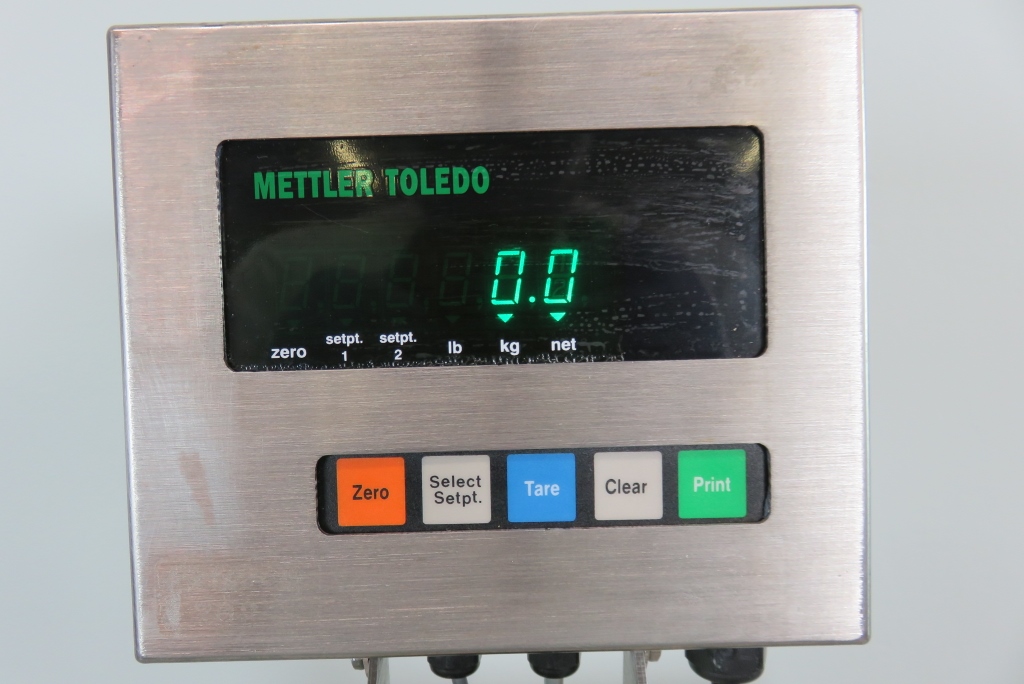 METTLER TOLEDO
0.0
zero setpt. 1 setpt. 2 lb kg net
Zero Select Setpt. Tare Clear Print